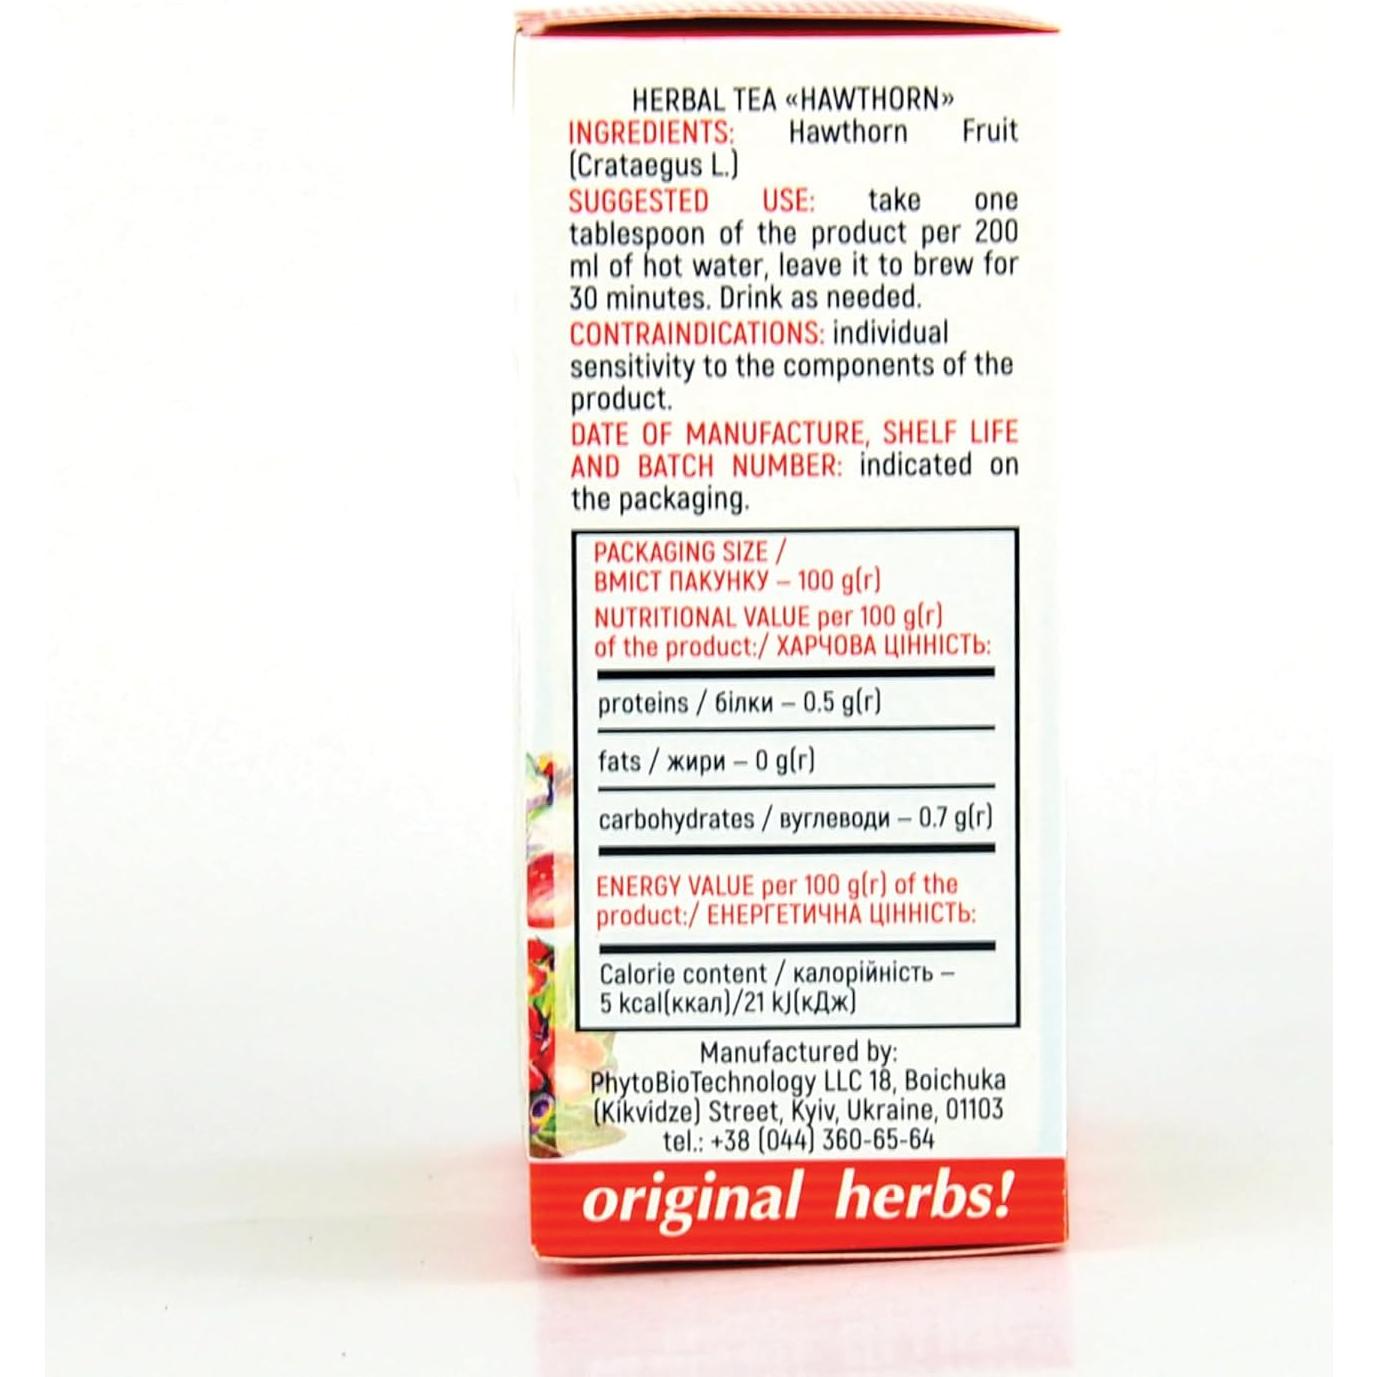 HERBAL TEA «HAWTHORN»
INGREDIENTS: Hawthorn Fruit
(Crataegus L.)
SUGGESTED USE: take one
tablespoon of the product per 200
ml of hot water, leave it to brew for
30 minutes. Drink as needed.
CONTRAINDICATIONS: individual
sensitivity to the components of the
product.
DATE OF MANUFACTURE, SHELF LIFE
AND BATCH NUMBER: indicated on
the packaging.
PACKAGING SIZE /
ВМІСТ ПАКУНКУ – 100 g(г)
NUTRITIONAL VALUE per 100 g(г)
of the product:/ ХАРЧОВА ЦІННІСТЬ:
proteins / білки – 0.5 g(г)
fats / жири – 0 g(г)
carbohydrates / вуглеводи – 0.7 g(г)
ENERGY VALUE per 100 g(г) of the
product:/ ЕНЕРГЕТИЧНА ЦІННІСТЬ:
Calorie content / калорійність –
5 kcal(ккал)/21 kJ(кДж)
Manufactured by:
PhytoBioTechnology LLC 18, Boichuka
(Kikvidze) Street, Kyiv, Ukraine, 01103
tel.: +38 (044) 360-65-64
original herbs!